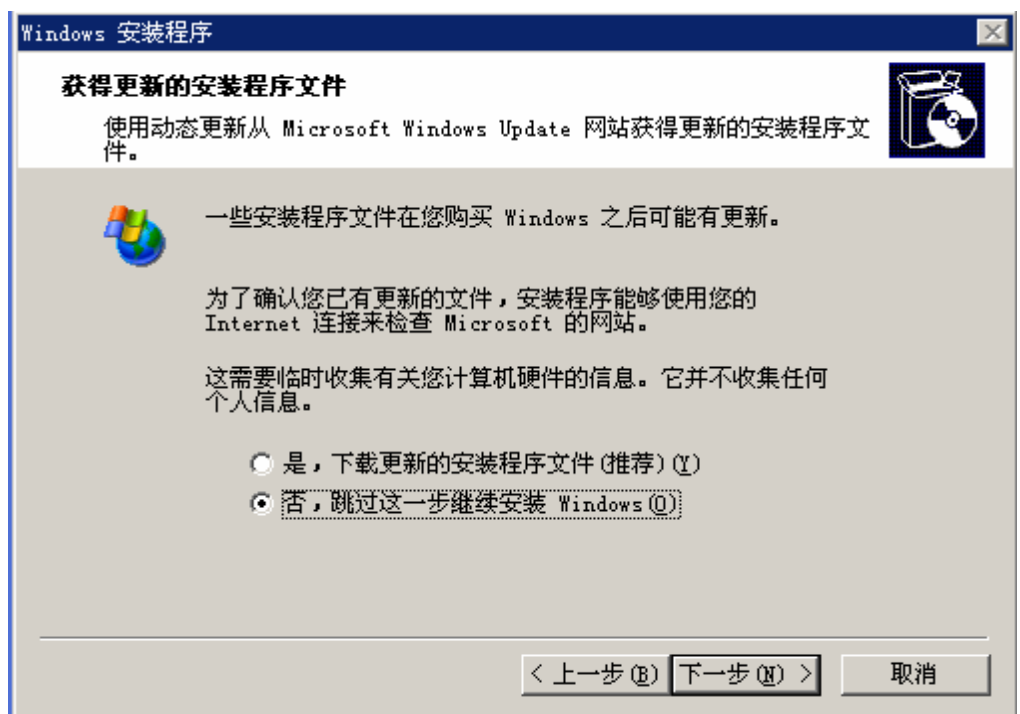 Windows 安装程序
获得更新的安装程序文件
使用动态更新从 Microsoft Windows Update 网站获得更新的安装程序文
件。
一些安装程序文件在您购买 Windows 之后可能有更新。
为了确认您已有更新的文件，安装程序能够使用您的
Internet 连接来检查 Microsoft 的网站。
这需要临时收集有关您计算机硬件的信息。它并不收集任何
个人信息。
是，下载更新的安装程序文件(推荐)(Y)
否，跳过这一步继续安装 Windows(O)
< 上一步(B) 下一步(N) > 取消